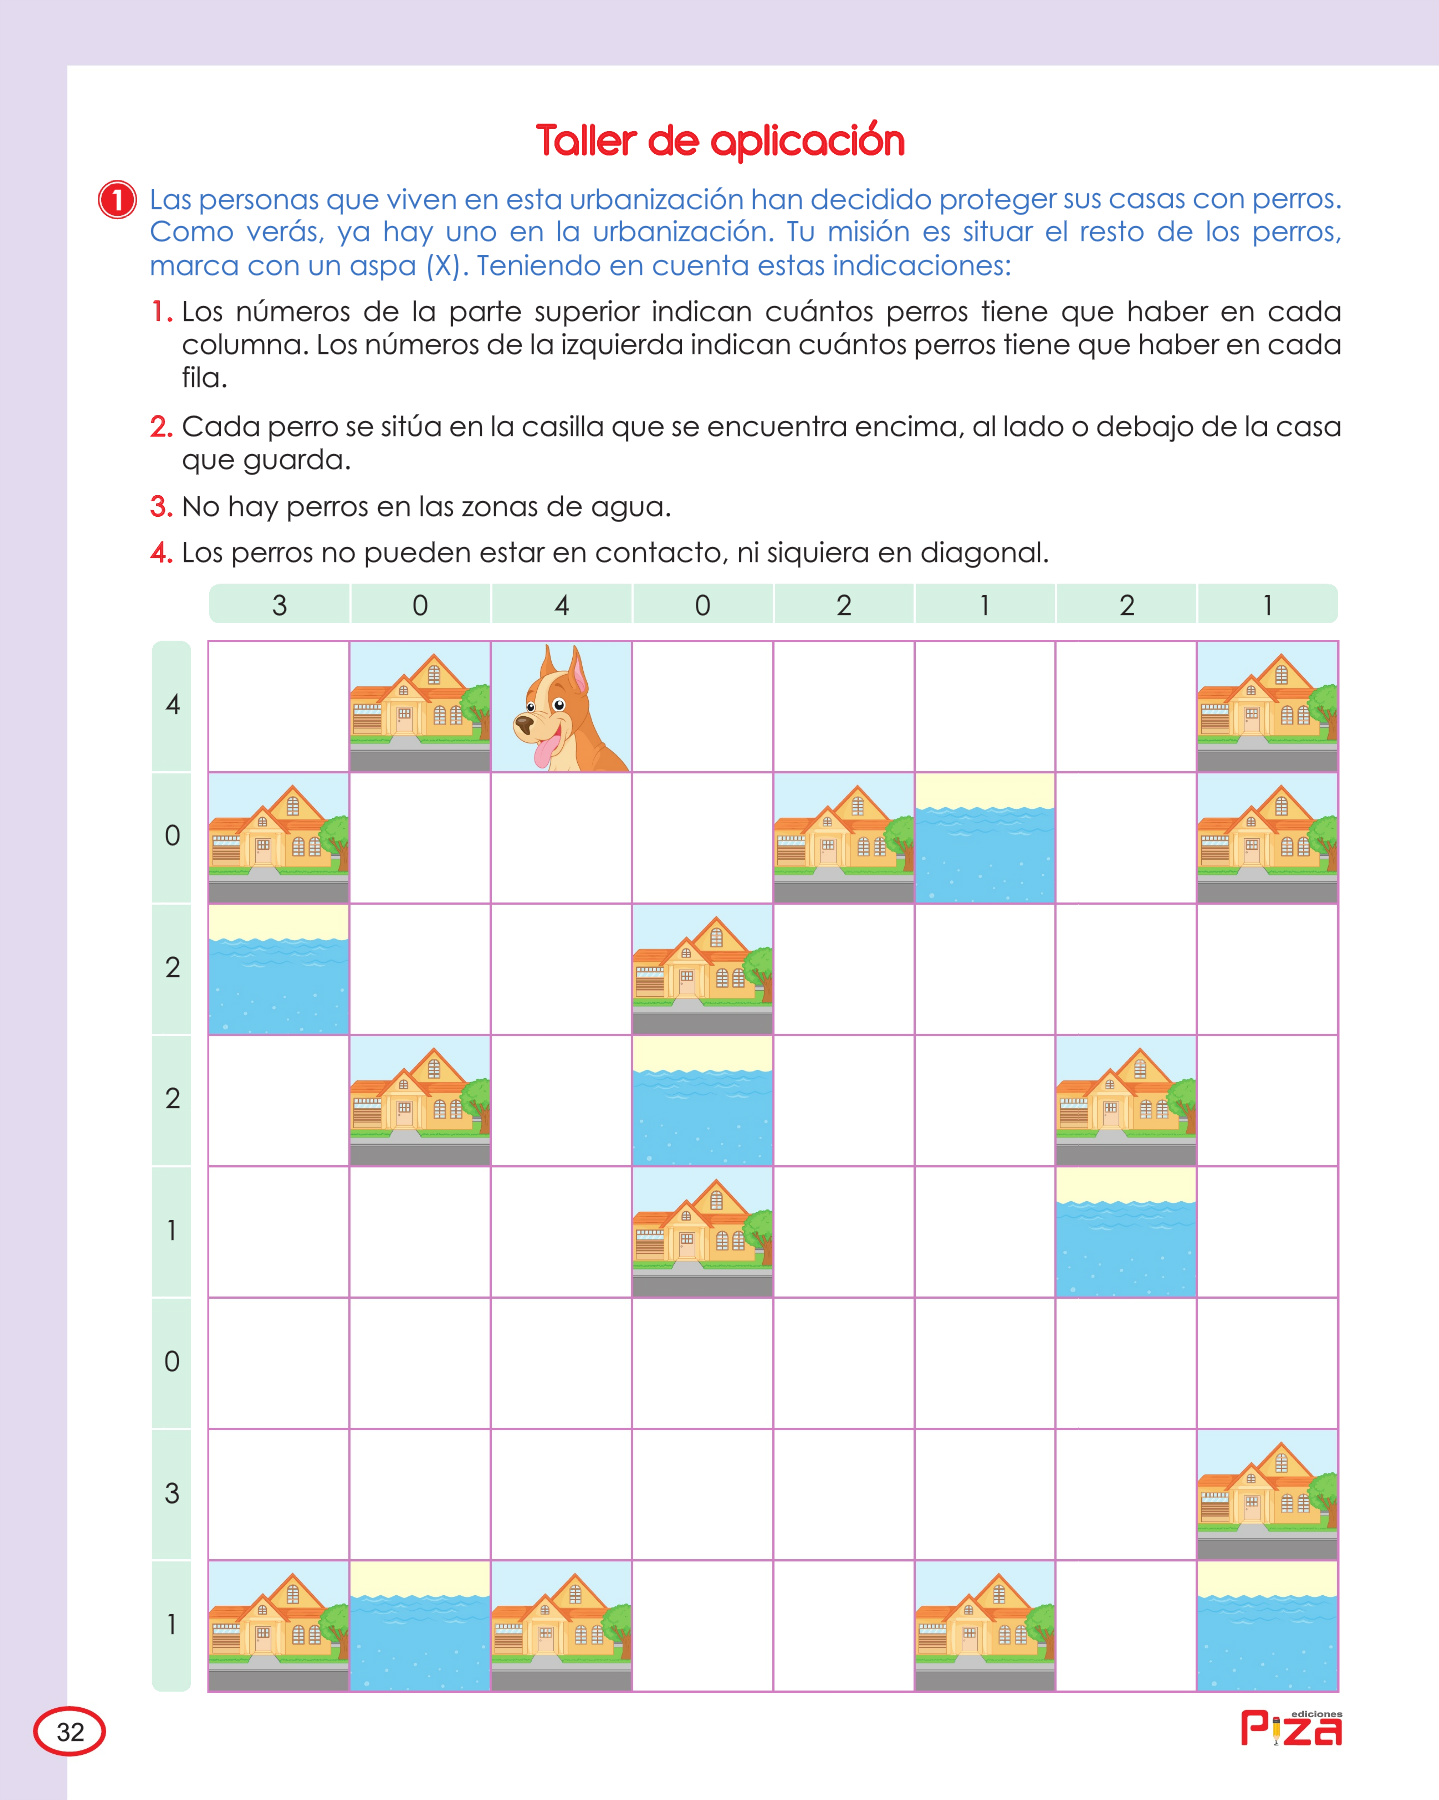 Taller de aplicación
1 Las personas que viven en esta urbanización han decidido proteger sus casas con perros.
Como verás, ya hay uno en la urbanización. Tu misión es situar el resto de los perros,
marca con un aspa (X). Teniendo en cuenta estas indicaciones:
1. Los números de la parte superior indican cuántos perros tiene que haber en cada
columna. Los números de la izquierda indican cuántos perros tiene que haber en cada
fila.
2. Cada perro se sitúa en la casilla que se encuentra encima, al lado o debajo de la casa
que guarda.
3. No hay perros en las zonas de agua.
4. Los perros no pueden estar en contacto, ni siquiera en diagonal.
3 0 4 0 2 1 2 1
4
0
2
2
1
0
3
1
32
ediciones
Piza